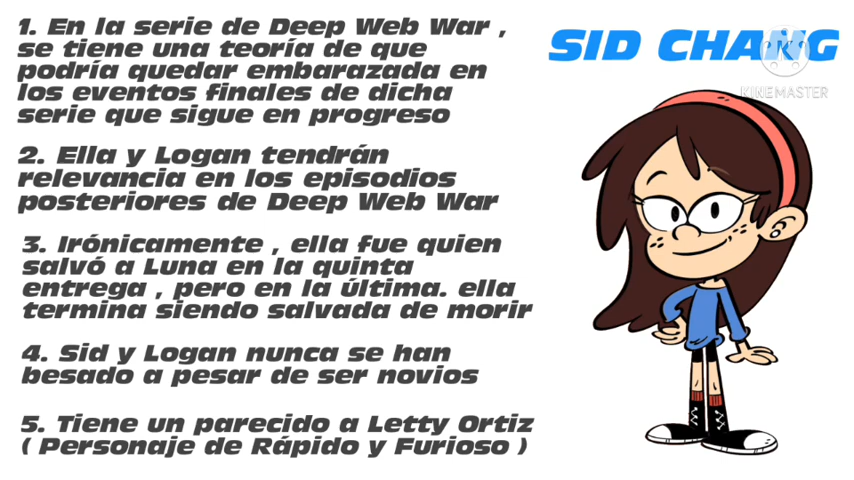 SID CHANG
KINEMASTER
1. En la serie de Deep Web War ,
se tiene una teoría de que
podría quedar embarazada en
los eventos finales de dicha
serie que sigue en progreso
2. Ella y Logan tendrán
relevancia en los episodios
posteriores de Deep Web War
3. Irónicamente , ella fue quien
salvó a Luna en la quinta
entrega , pero en la última. ella
termina siendo salvada de morir
4. Sid y Logan nunca se han
besado a pesar de ser novios
5. Tiene un parecido a Letty Ortiz
( Personaje de Rápido y Furioso )